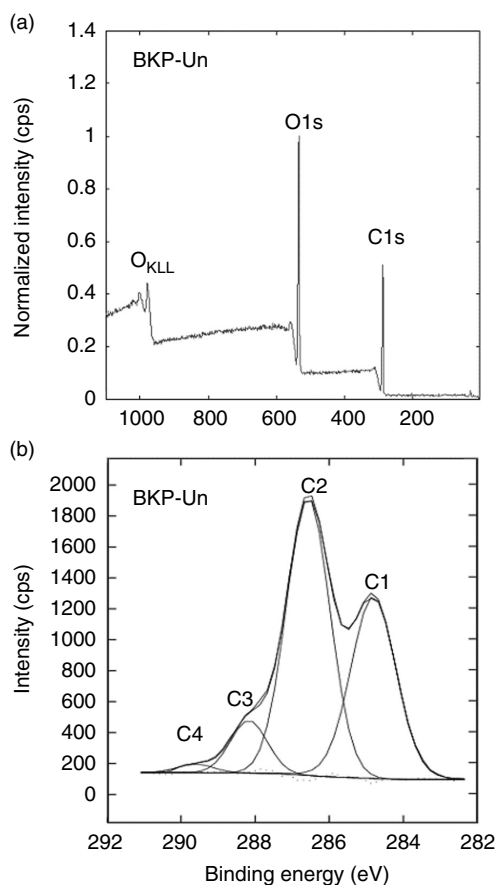 (a)
BKP-Un
Normalized intensity (cps)
1.4
1.2
1
0.8
0.6
0.4
0.2
0
O1s
C1s
OKLL
1000 800 600 400 200
(b)
BKP-Un
Intensity (cps)
2000
1800
1600
1400
1200
1000
800
600
400
200
0
C2
C1
C3
C4
292 290 288 286 284 282
Binding energy (eV)